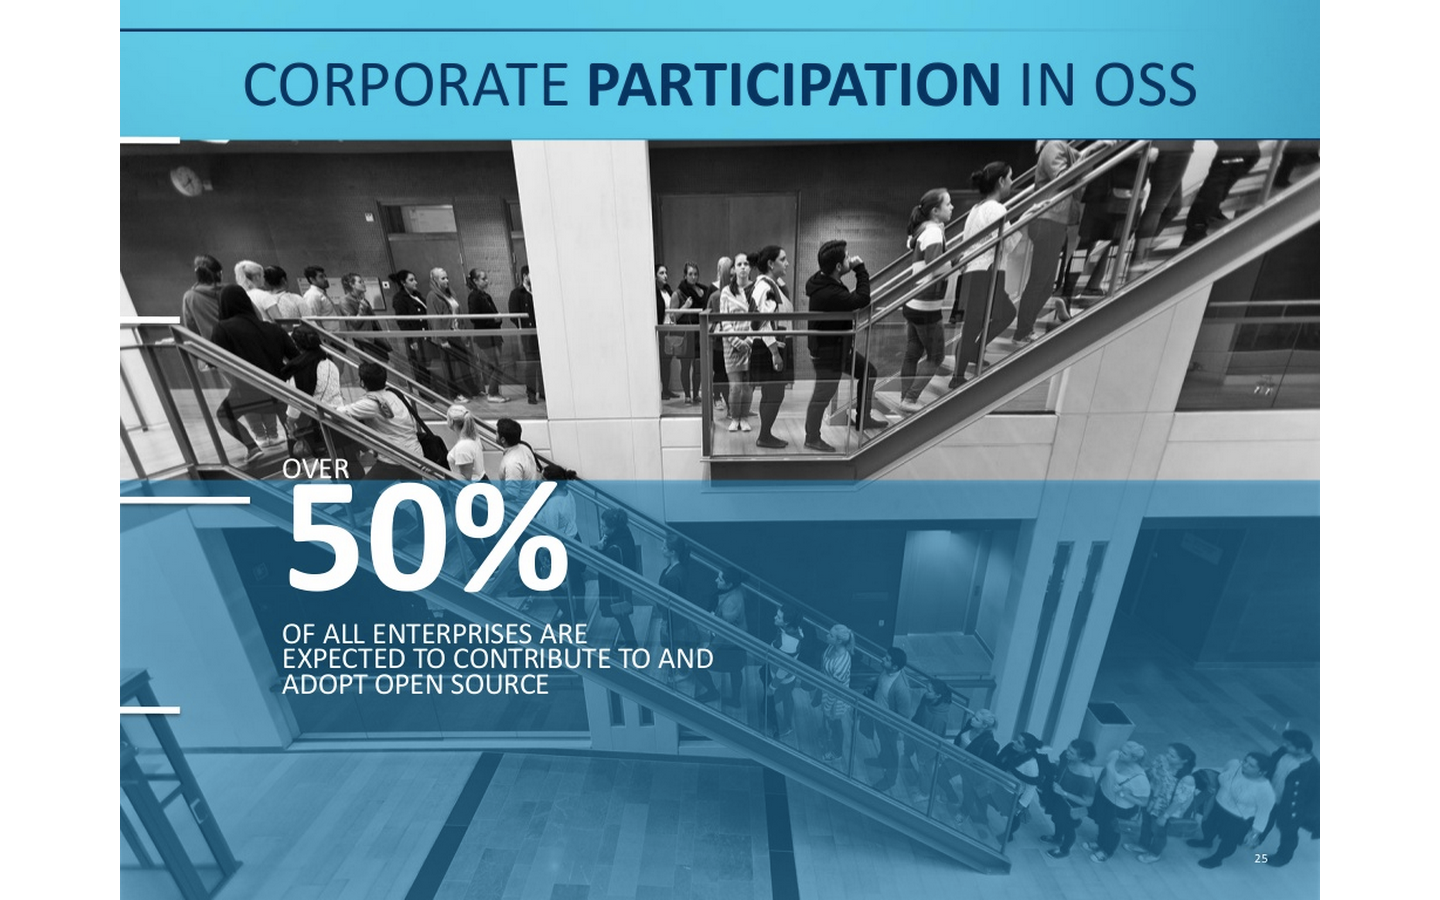 CORPORATE PARTICIPATION IN OSS
OVER
50%
OF ALL ENTERPRISES ARE
EXPECTED TO CONTRIBUTE TO AND
ADOPT OPEN SOURCE
25